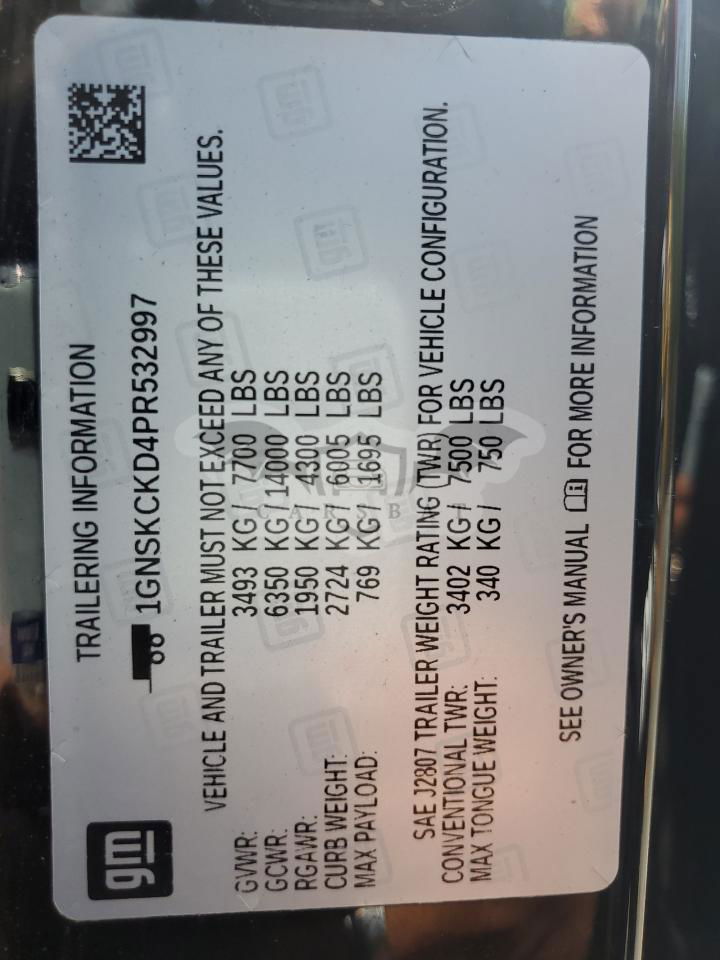 gm
TRAILERING INFORMATION
1GNSKCKD4PR532997
VEHICLE AND TRAILER MUST NOT EXCEED ANY OF THESE VALUES.
GVWR: 3493 KG / 7700 LBS
GCWR: 6350 KG / 14000 LBS
RGAWR: 1950 KG / 4300 LBS
CURB WEIGHT: 2724 KG / 6005 LBS
MAX PAYLOAD: 769 KG / 1695 LBS
SAE J2807 TRAILER WEIGHT RATING (TWR) FOR VEHICLE CONFIGURATION.
CONVENTIONAL TWR: 3402 KG / 7500 LBS
MAX TONGUE WEIGHT: 340 KG / 750 LBS
SEE OWNER'S MANUAL FOR MORE INFORMATION